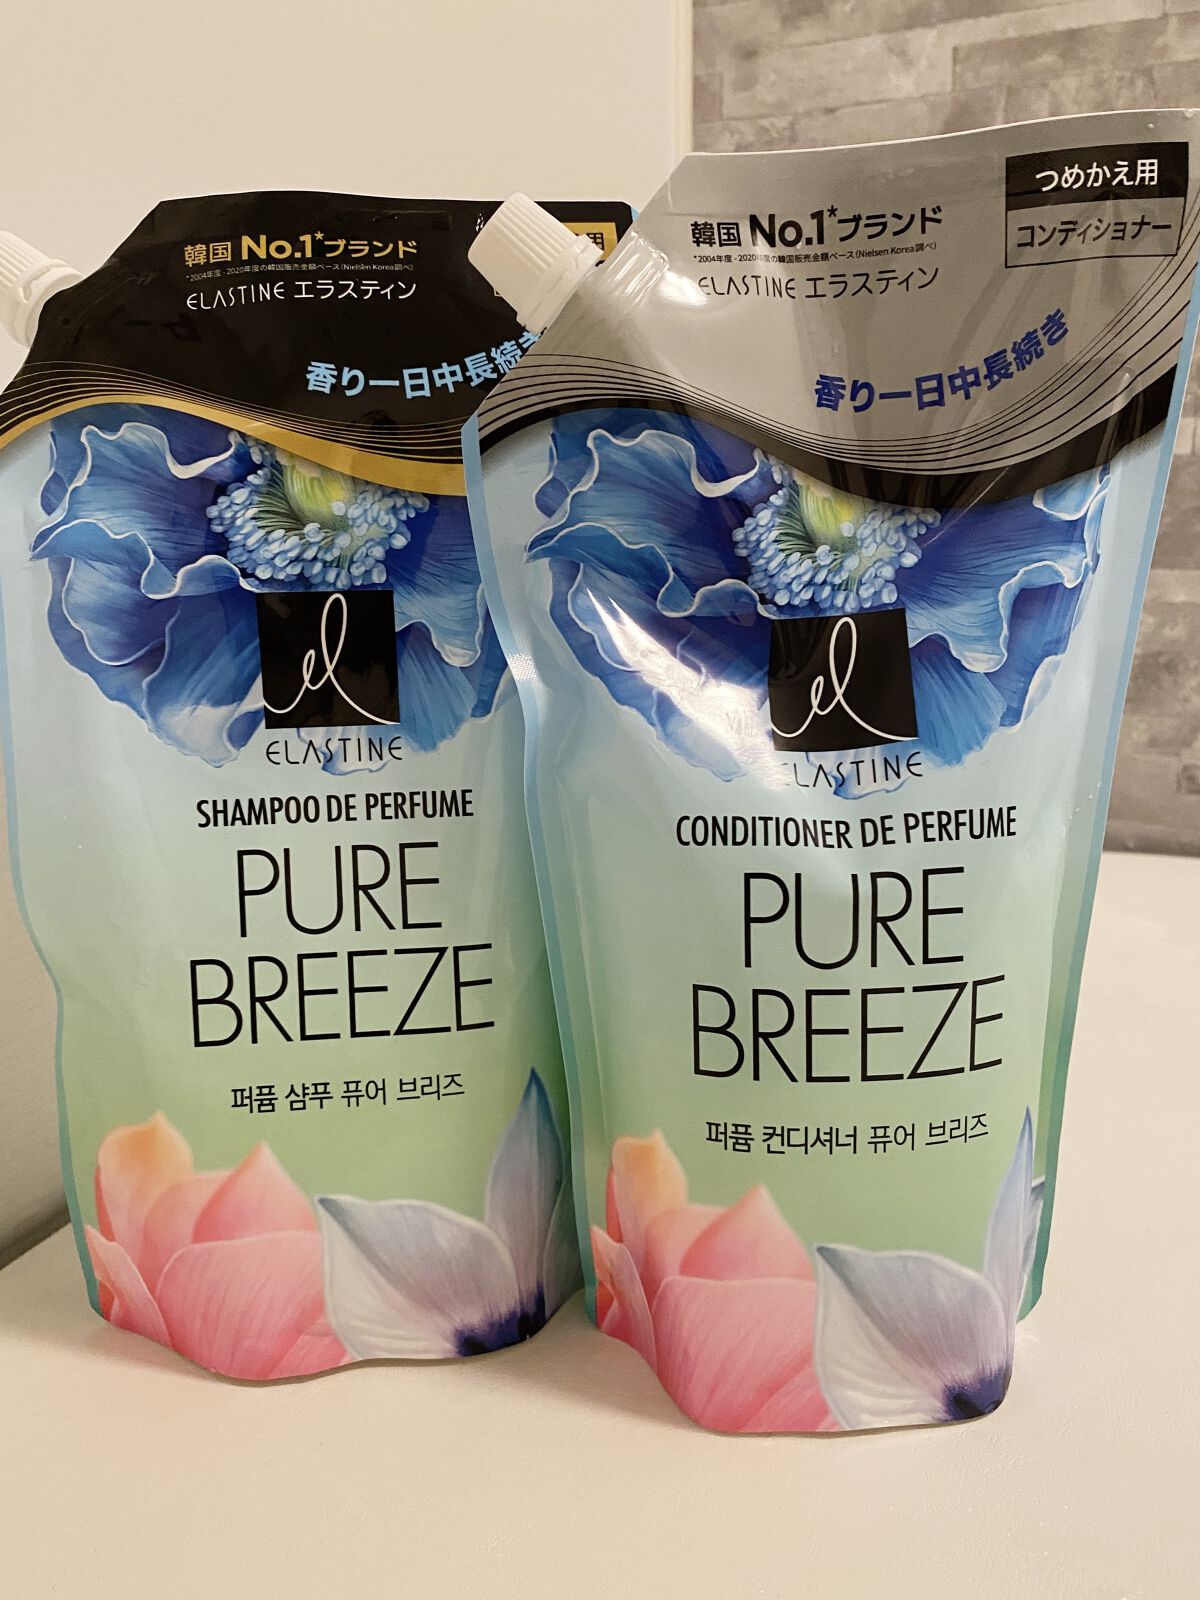 韓国 No.1*ブランド
*2004年度-2020年度の韓国販売金額ベース(Nielsen Korea調べ)
ELASTINE エラスティン
用
香り一日中長続き
el
ELASTINE
SHAMPOO DE PERFUME
PURE
BREEZE
퍼퓸 샴푸 퓨어 브리즈
つめかえ用
コンディショナー
韓国 No.1*ブランド
*2004年度-2020年度の韓国販売金額ベース(Nielsen Korea調べ)
ELASTINE エラスティン
香り一日中長続き
el
ELASTINE
CONDITIONER DE PERFUME
PURE
BREEZE
퍼퓸 컨디셔너 퓨어 브리즈